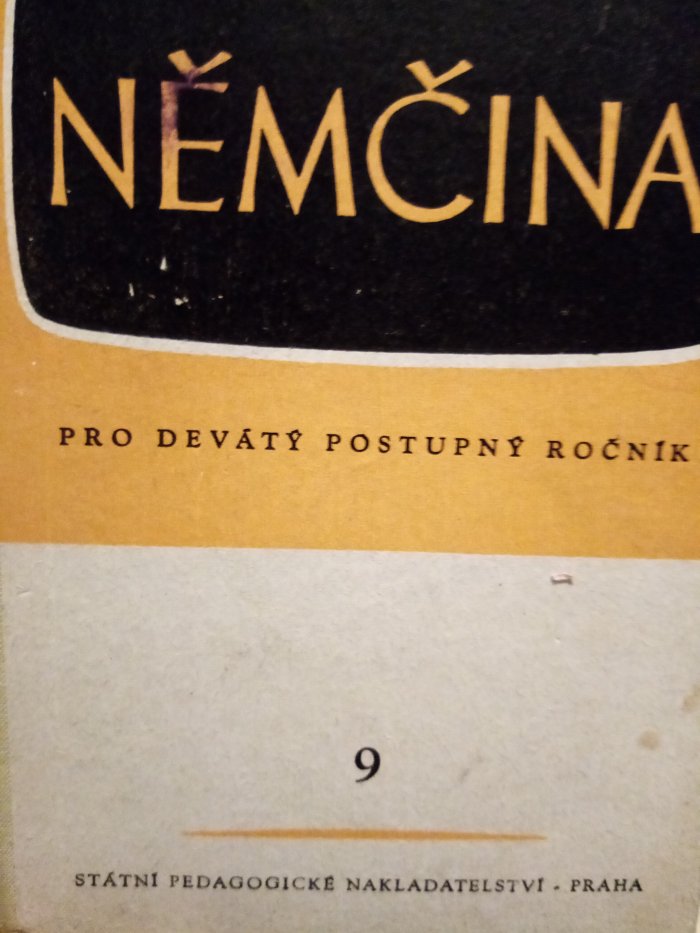 NĚMČINA
PRO DEVÁTÝ POSTUPNÝ ROČNÍK
9
STÁTNÍ PEDAGOGICKÉ NAKLADATELSTVÍ - PRAHA